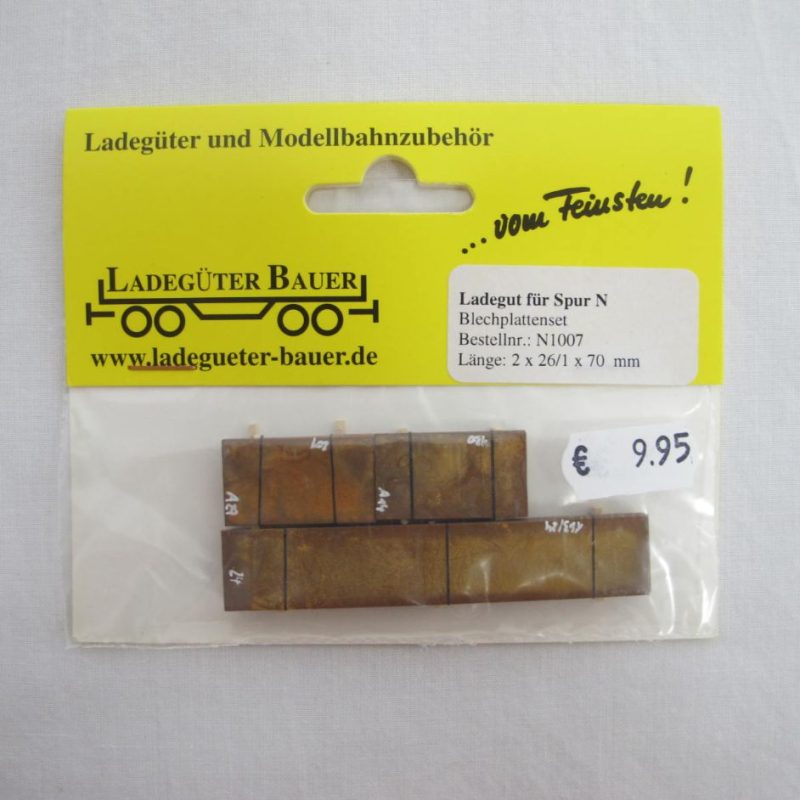 Ladegüter und Modellbahnzubehör
...vom Feinsten!
LADEGÜTER BAUER
www.ladegueter-bauer.de
Ladegut für Spur N
Blechplattenset
Bestellnr.: N1007
Länge: 2 x 26/1 x 70 mm
€ 9.95